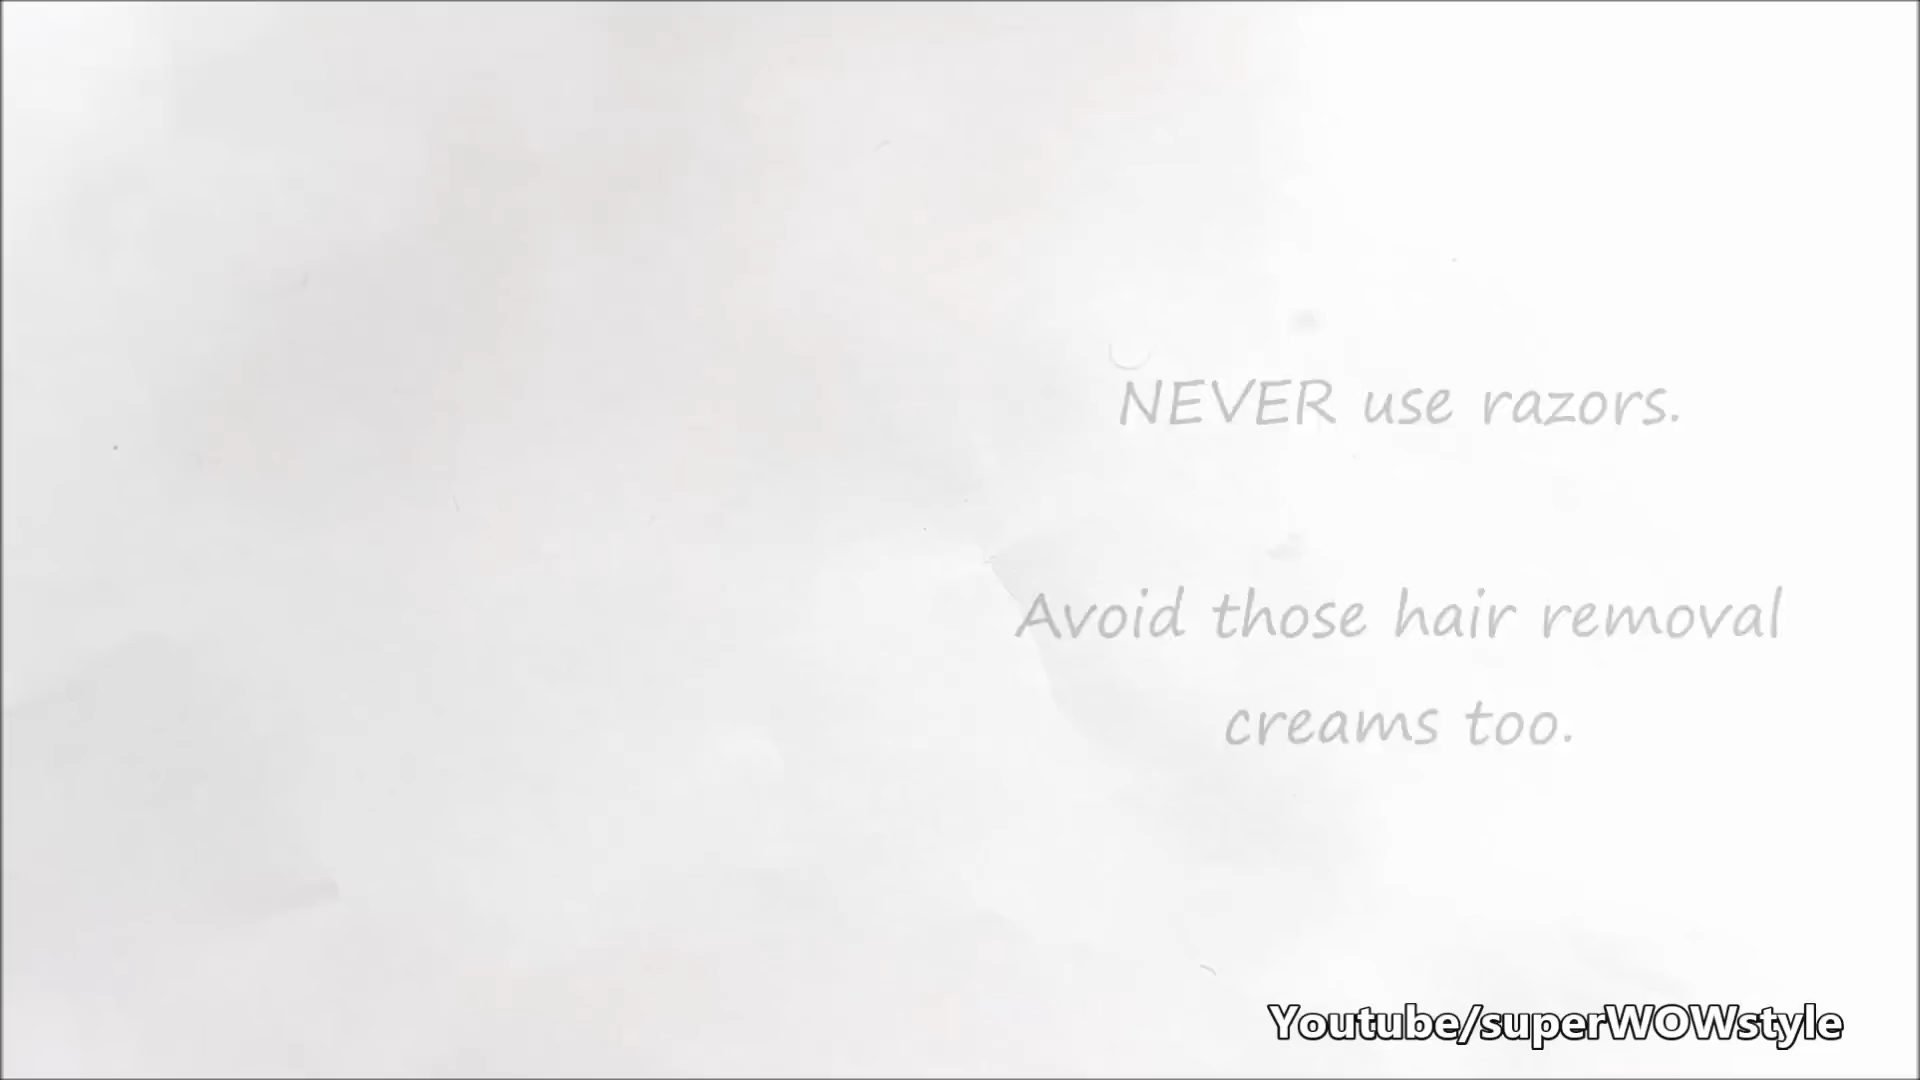 NEVER use razors.
Avoid those hair removal
creams too.
Youtube/superWOWstyle